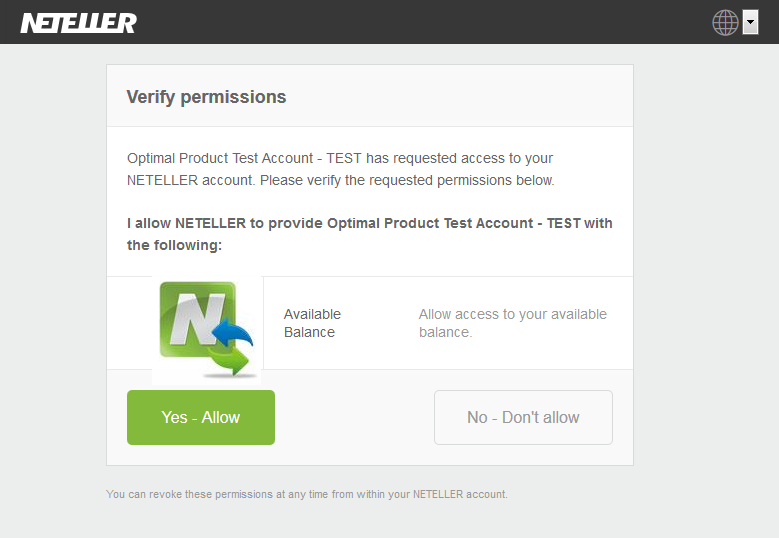 NETELLER
Verify permissions
Optimal Product Test Account - TEST has requested access to your
NETELLER account. Please verify the requested permissions below.
I allow NETELLER to provide Optimal Product Test Account - TEST with
the following:
N
Available
Balance
Allow access to your available
balance.
Yes - Allow
No - Don't allow
You can revoke these permissions at any time from within your NETELLER account.